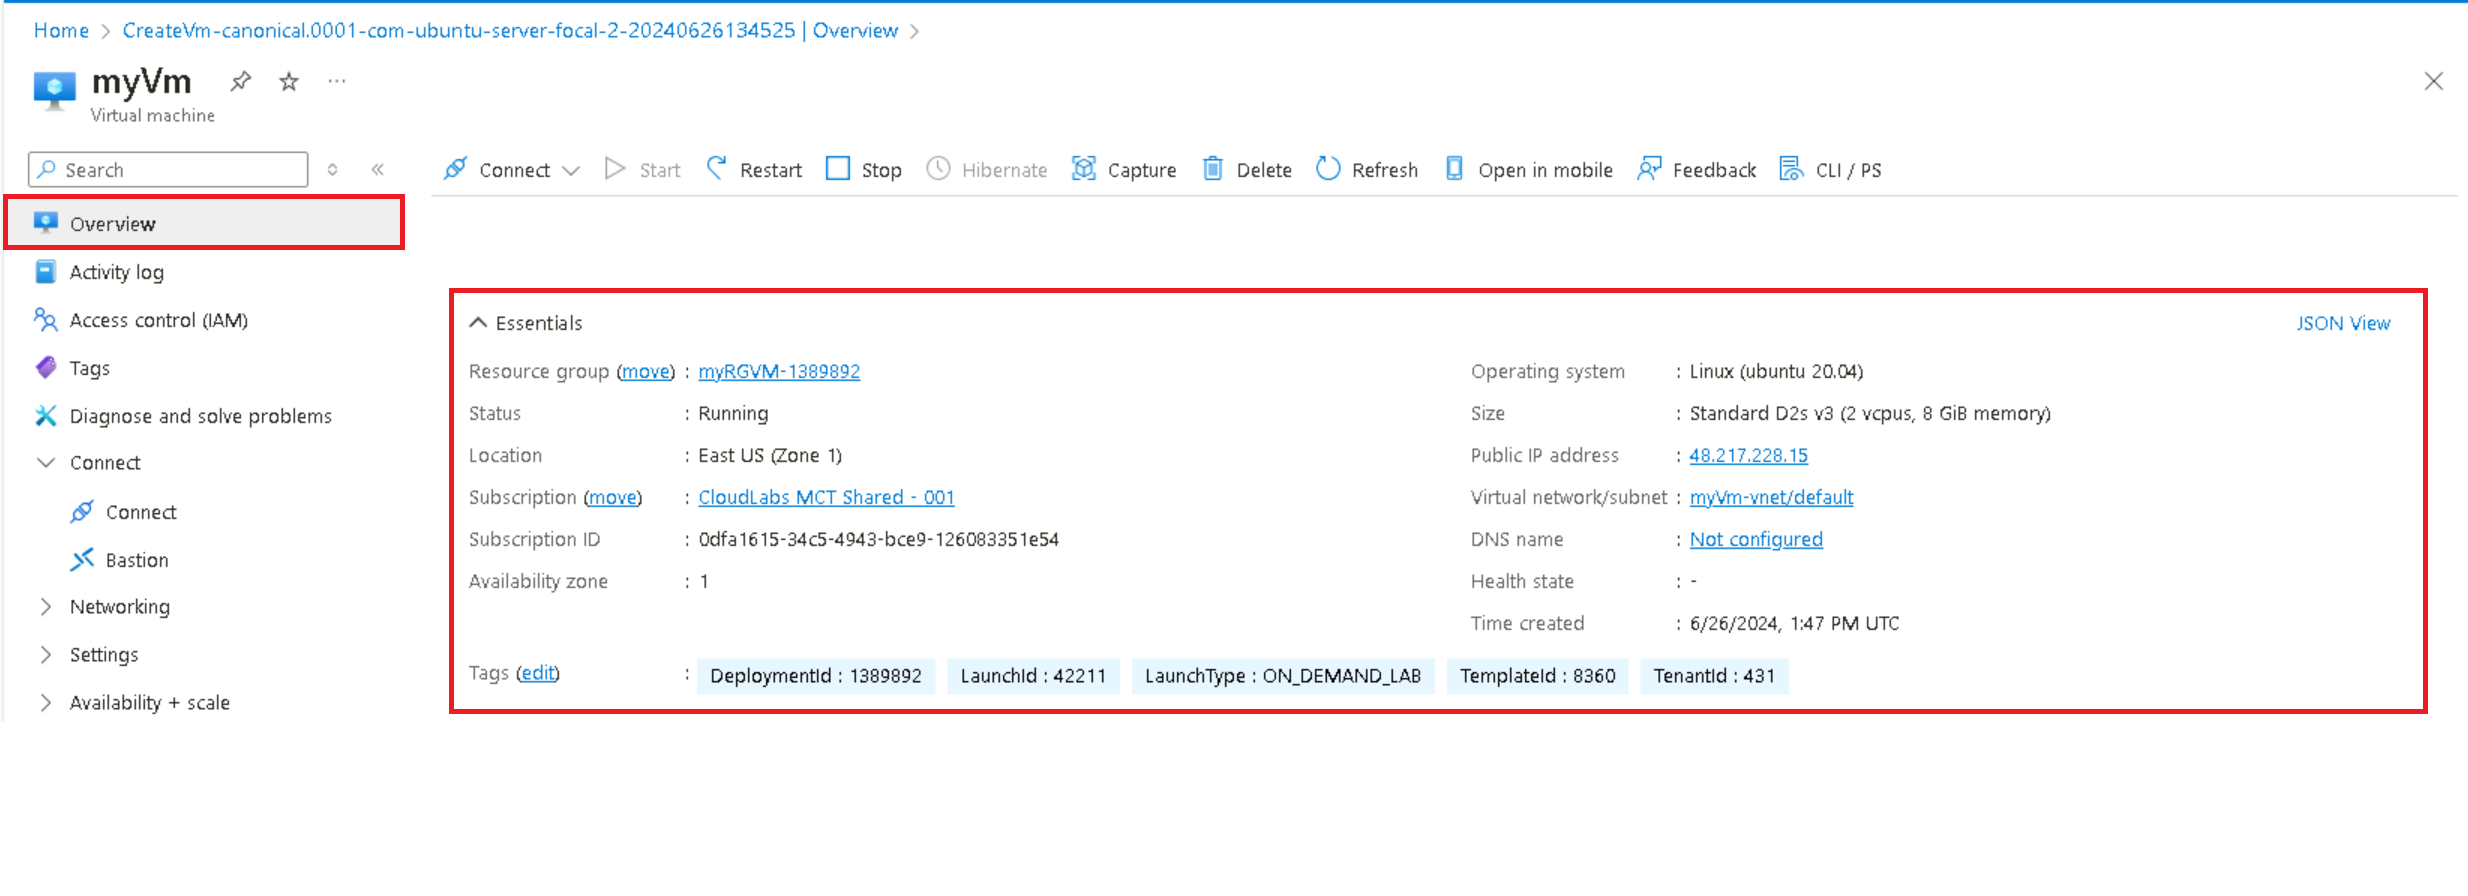 Home > CreateVm-canonical.0001-com-ubuntu-server-focal-2-20240626134525 | Overview >
myVm
Virtual machine
Search
Connect Start Restart Stop Hibernate Capture Delete Refresh Open in mobile Feedback CLI / PS
Overview
Activity log
Access control (IAM)
Tags
Diagnose and solve problems
Connect
Connect
Bastion
Networking
Settings
Availability + scale
Essentials
JSON View
Resource group (move) : myRGVM-1389892
Status : Running
Location : East US (Zone 1)
Subscription (move) : CloudLabs MCT Shared - 001
Subscription ID : 0dfa1615-34c5-4943-bce9-126083351e54
Availability zone : 1
Operating system : Linux (ubuntu 20.04)
Size : Standard D2s v3 (2 vcpus, 8 GiB memory)
Public IP address : 48.217.228.15
Virtual network/subnet : myVm-vnet/default
DNS name : Not configured
Health state : -
Time created : 6/26/2024, 1:47 PM UTC
Tags (edit) : DeploymentId : 1389892 LaunchId : 42211 LaunchType : ON_DEMAND_LAB TemplateId : 8360 TenantId : 431